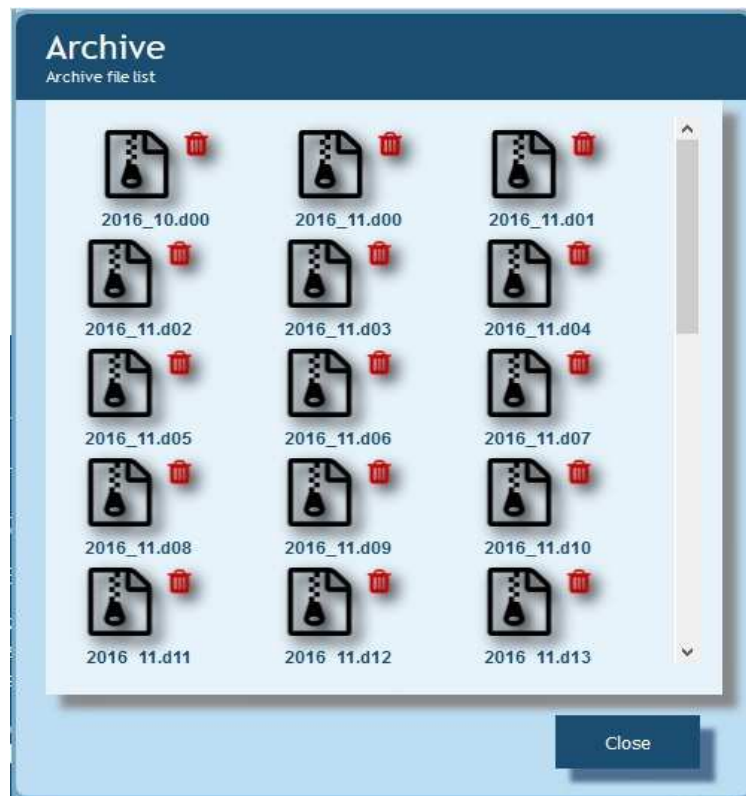 Archive
Archive file list
2016_10.d00 2016_11.d00 2016_11.d01
2016_11.d02 2016_11.d03 2016_11.d04
2016_11.d05 2016_11.d06 2016_11.d07
2016_11.d08 2016_11.d09 2016_11.d10
2016_11.d11 2016_11.d12 2016_11.d13
Close